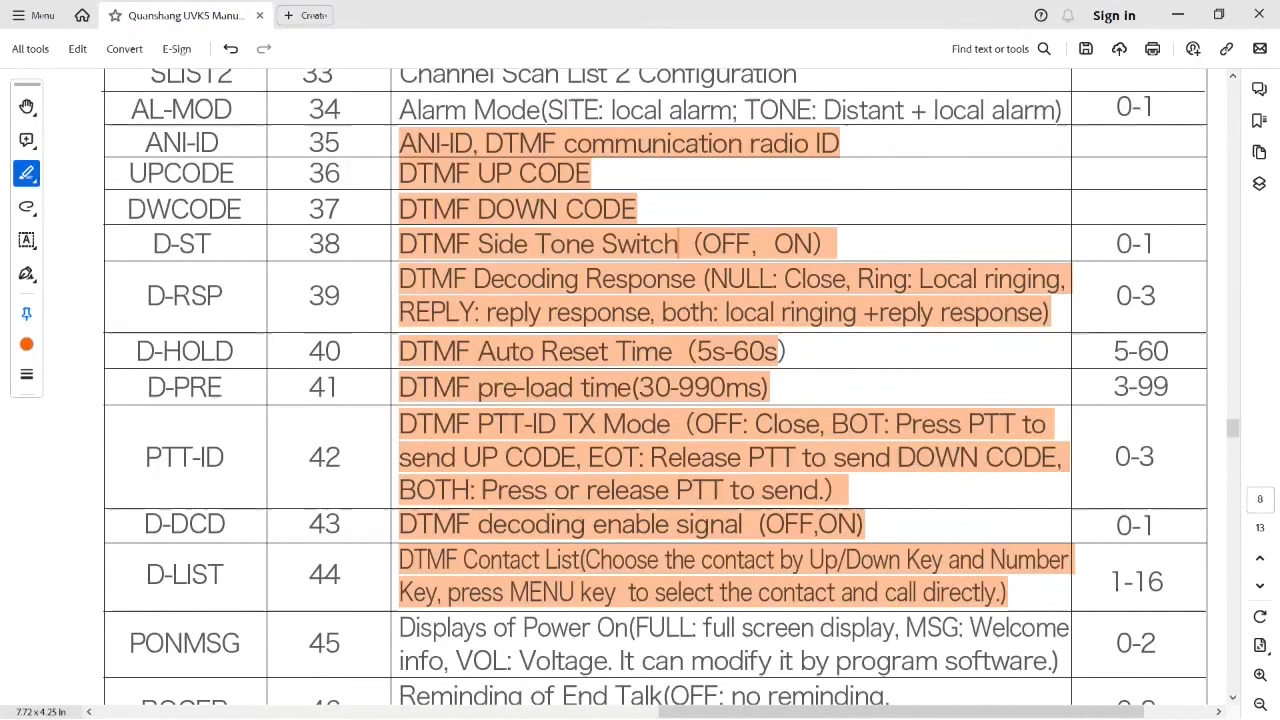 Menu
Quanshang UVK5 Manu...
Create
Sign in
All tools
Edit
Convert
E-Sign
Find text or tools
SLIST2 33 Channel Scan List 2 Configuration
AL-MOD 34 Alarm Mode(SITE: local alarm; TONE: Distant + local alarm) 0-1
ANI-ID 35 ANI-ID, DTMF communication radio ID
UPCODE 36 DTMF UP CODE
DWCODE 37 DTMF DOWN CODE
D-ST 38 DTMF Side Tone Switch (OFF, ON) 0-1
D-RSP 39 DTMF Decoding Response (NULL: Close, Ring: Local ringing, 0-3
REPLY: reply response, both: local ringing +reply response)
D-HOLD 40 DTMF Auto Reset Time (5s-60s) 5-60
D-PRE 41 DTMF pre-load time(30-990ms) 3-99
PTT-ID 42 DTMF PTT-ID TX Mode (OFF: Close, BOT: Press PTT to 0-3
send UP CODE, EOT: Release PTT to send DOWN CODE,
BOTH: Press or release PTT to send.)
D-DCD 43 DTMF decoding enable signal (OFF,ON) 0-1
D-LIST 44 DTMF Contact List(Choose the contact by Up/Down Key and Number 1-16
Key, press MENU key to select the contact and call directly.)
PONMSG 45 Displays of Power On(FULL: full screen display, MSG: Welcome 0-2
info, VOL: Voltage. It can modify it by program software.)
Reminding of End Talk(OFF: no reminding.
8
13
7.72 x 4.25 In